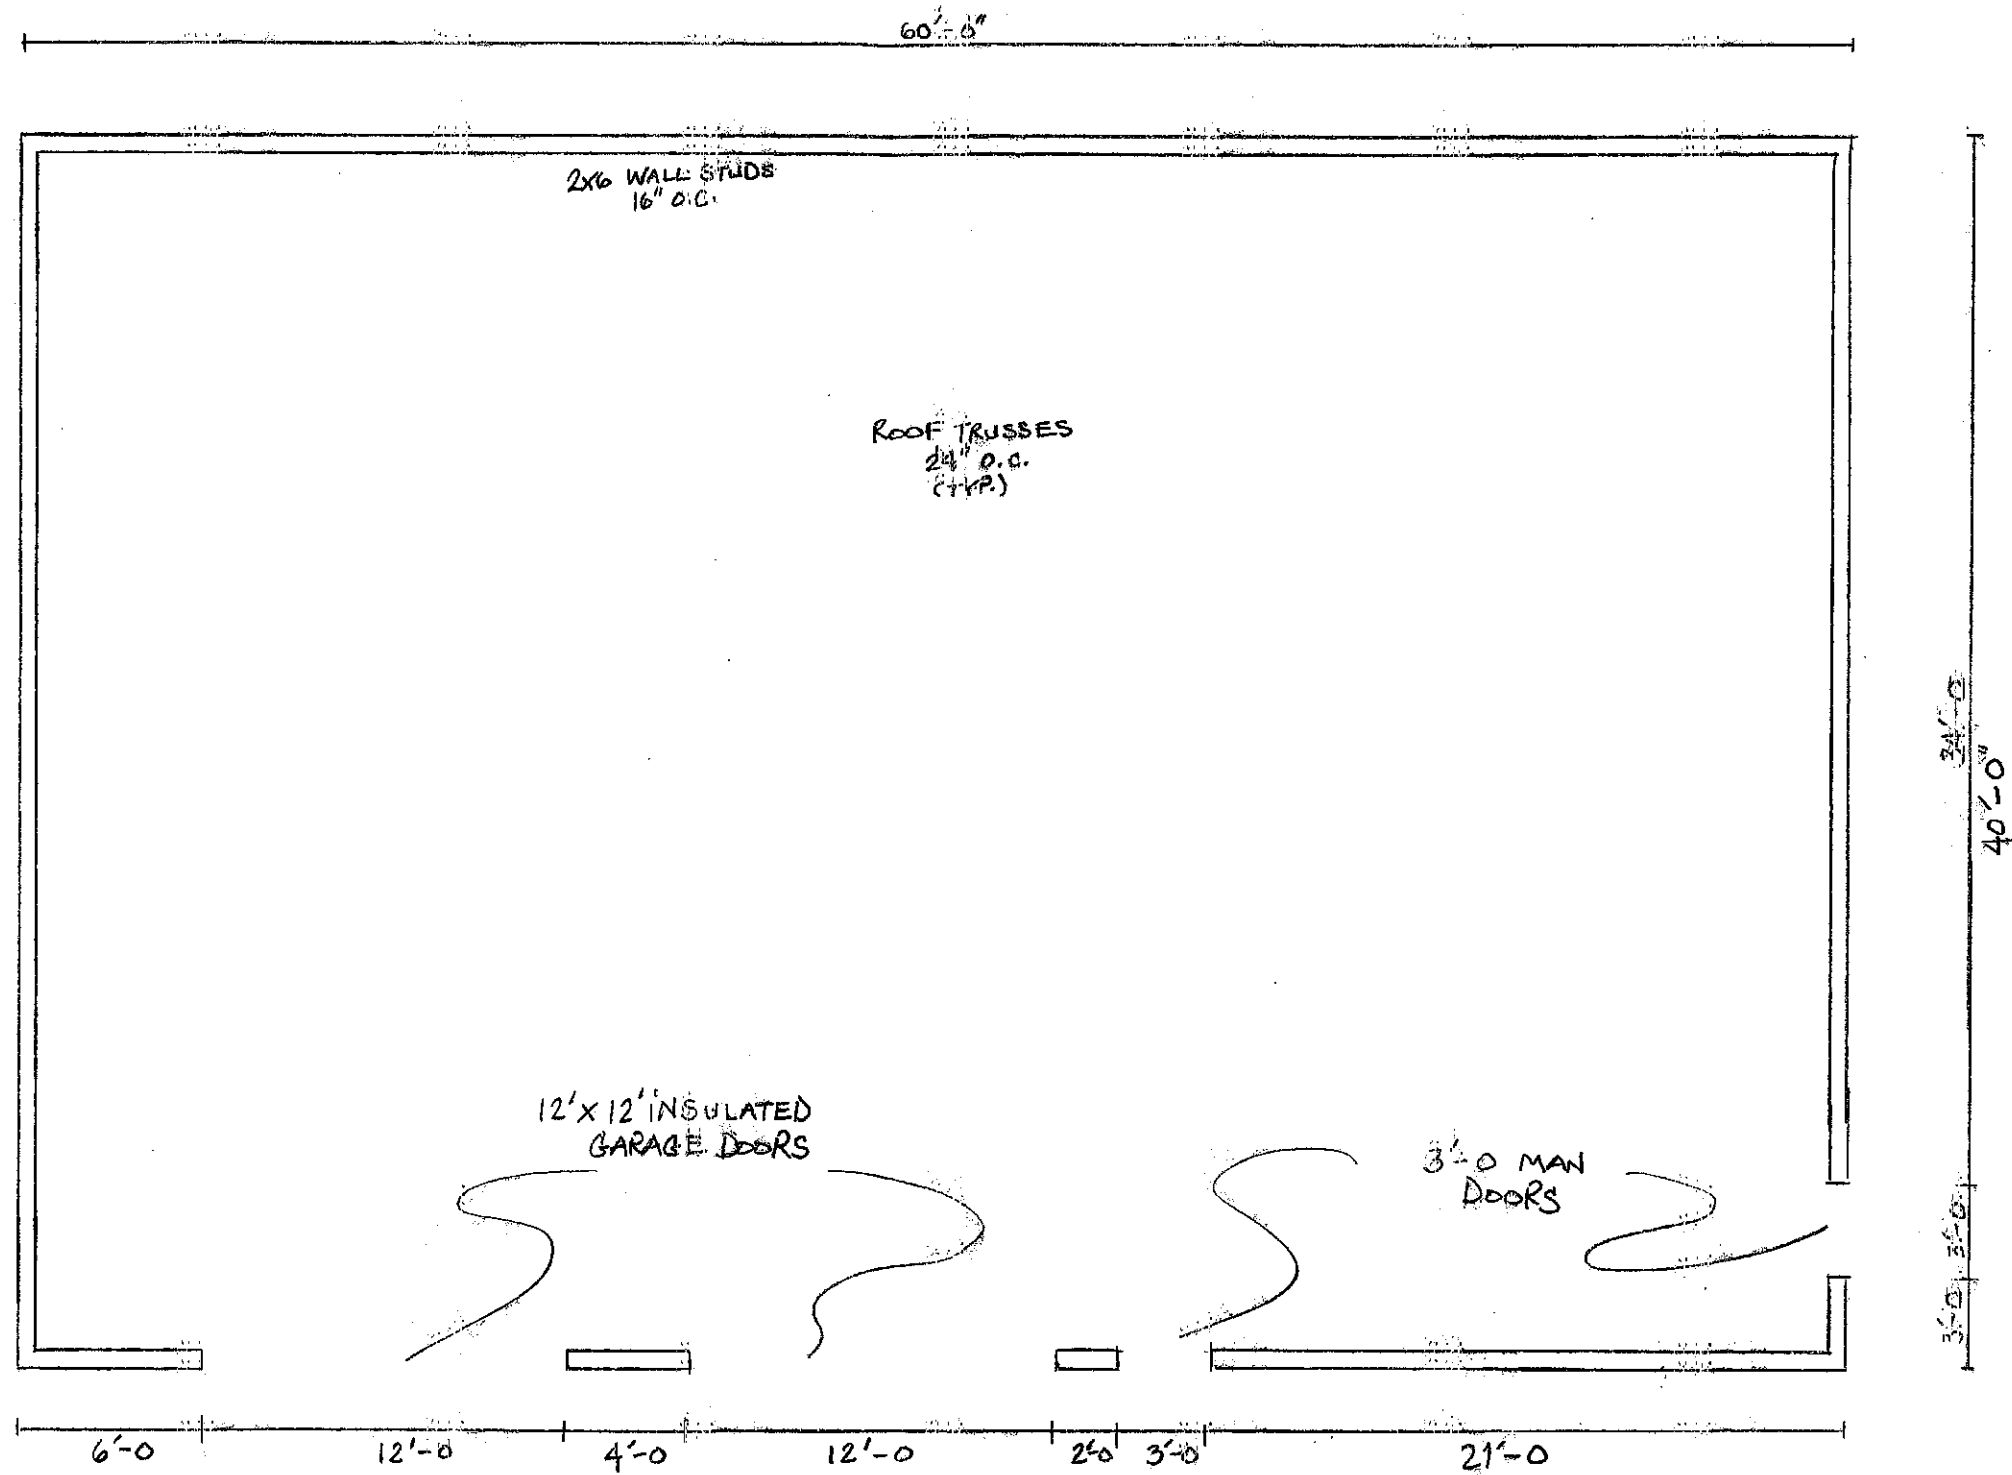 60'-0"
2X6 WALL STUDS
16" O.C.
ROOF TRUSSES
24" O.C.
(TYP.)
34'-0
40'-0"
12'X12' INSULATED
GARAGE DOORS
3'-0 MAN
DOORS
3'-0
3'-0
6'-0
12'-0
4'-0
12'-0
2'-0
3'-0
21'-0